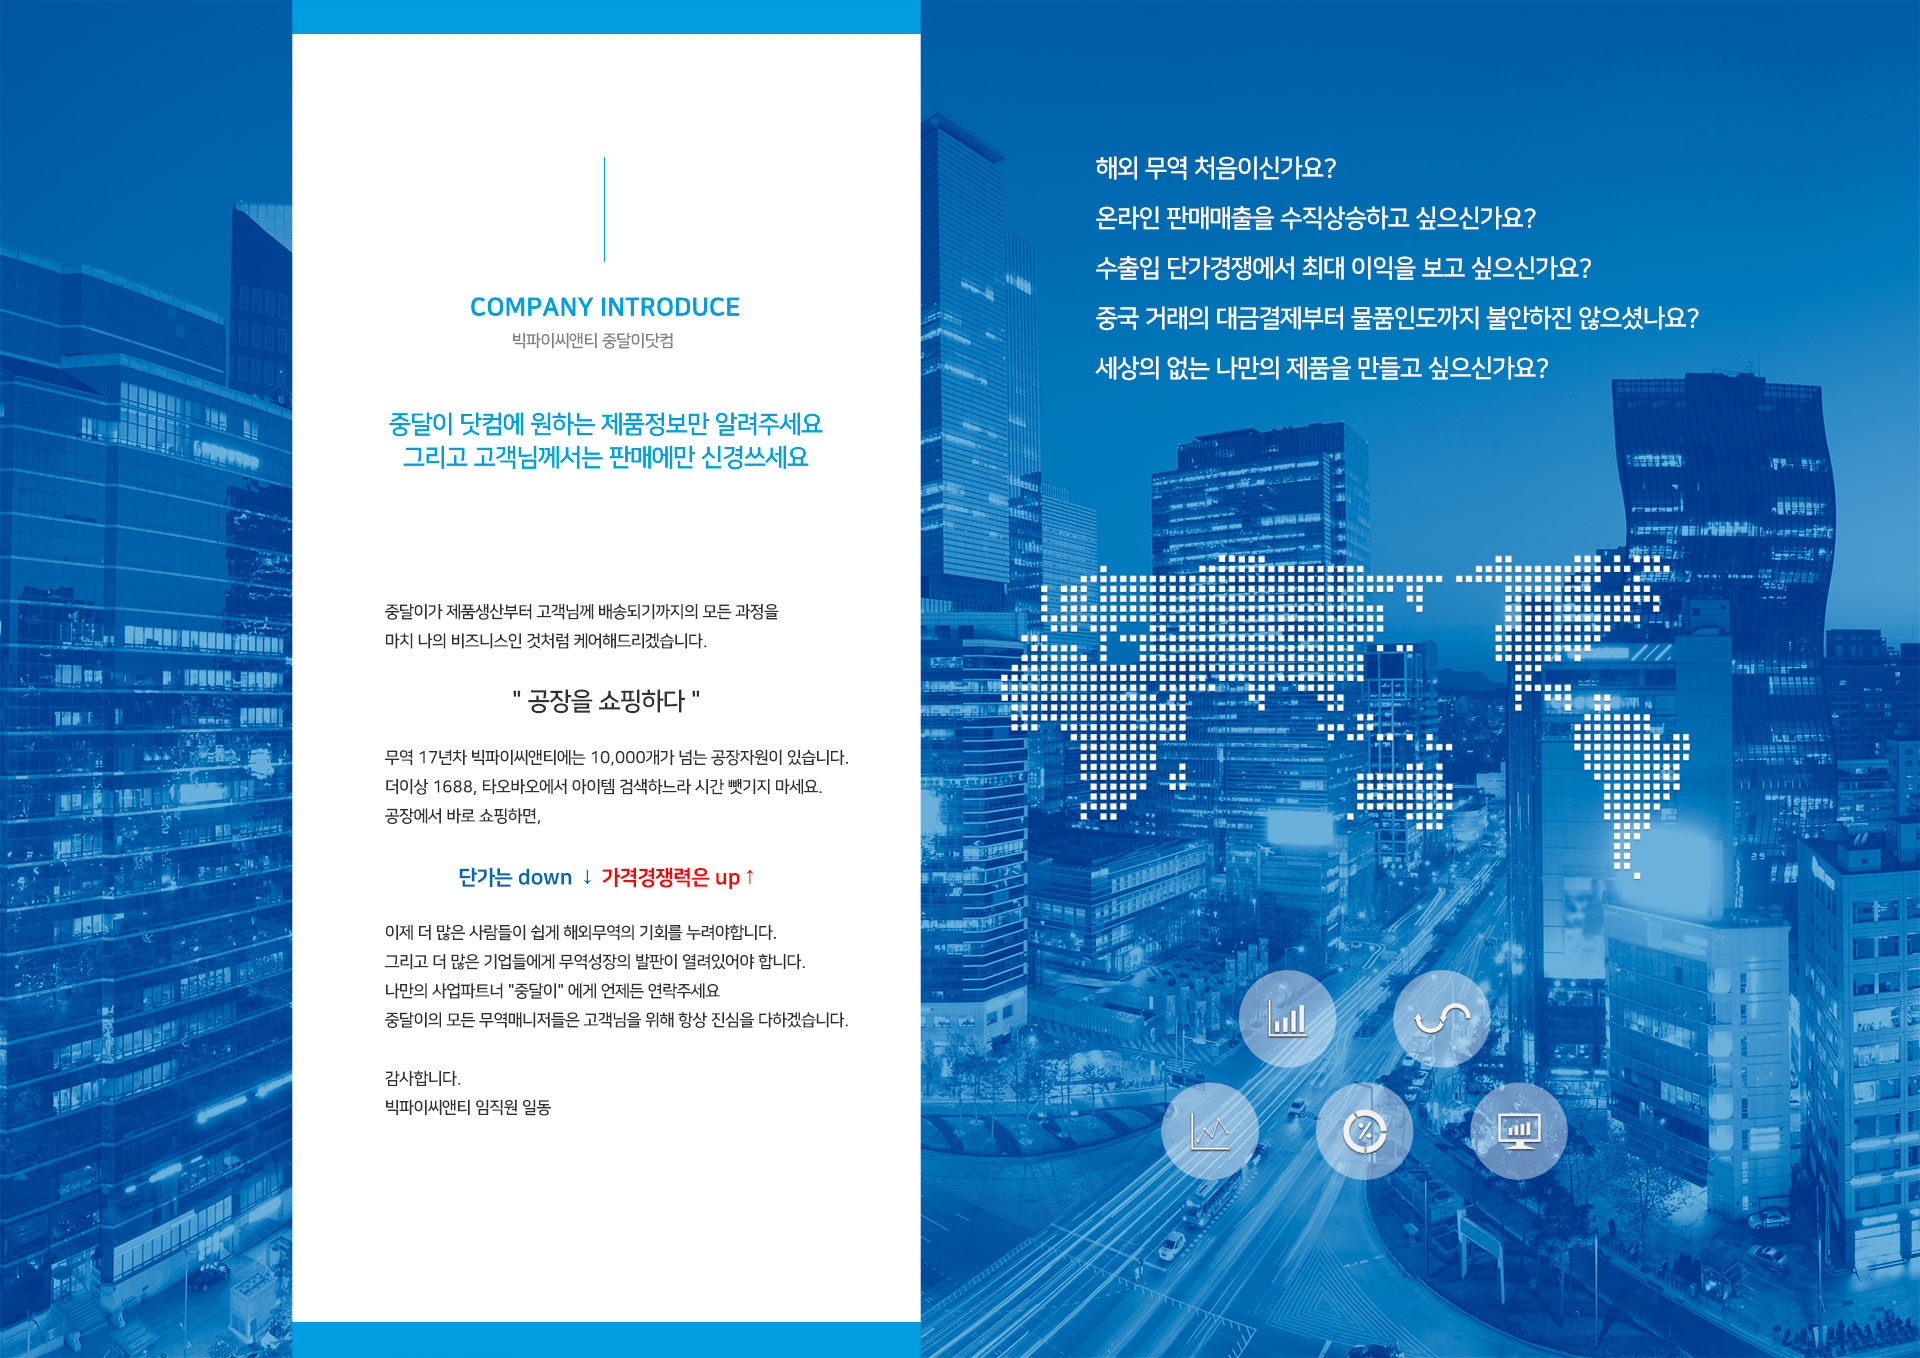 COMPANY INTRODUCE
빅파이씨앤티 중달이닷컴
중달이 닷컴에 원하는 제품정보만 알려주세요
그리고 고객님께서는 판매에만 신경쓰세요
중달이가 제품생산부터 고객님께 배송되기까지의 모든 과정을
마치 나의 비즈니스인 것처럼 케어해드리겠습니다.
" 공장을 쇼핑하다 "
무역 17년차 빅파이씨앤티에는 10,000개가 넘는 공장자원이 있습니다.
더이상 1688, 타오바오에서 아이템 검색하느라 시간 뺏기지 마세요.
공장에서 바로 쇼핑하면,
단가는 down ↓ 가격경쟁력은 up↑
이제 더 많은 사람들이 쉽게 해외무역의 기회를 누려야합니다.
그리고 더 많은 기업들에게 무역성장의 발판이 열려있어야 합니다.
나만의 사업파트너 "중달이" 에게 언제든 연락주세요
중달이의 모든 무역매니저들은 고객님을 위해 항상 진심을 다하겠습니다.
감사합니다.
빅파이씨앤티 임직원 일동
해외 무역 처음이신가요?
온라인 판매매출을 수직상승하고 싶으신가요?
수출입 단가경쟁에서 최대 이익을 보고 싶으신가요?
중국 거래의 대금결제부터 물품인도까지 불안하진 않으셨나요?
세상의 없는 나만의 제품을 만들고 싶으신가요?